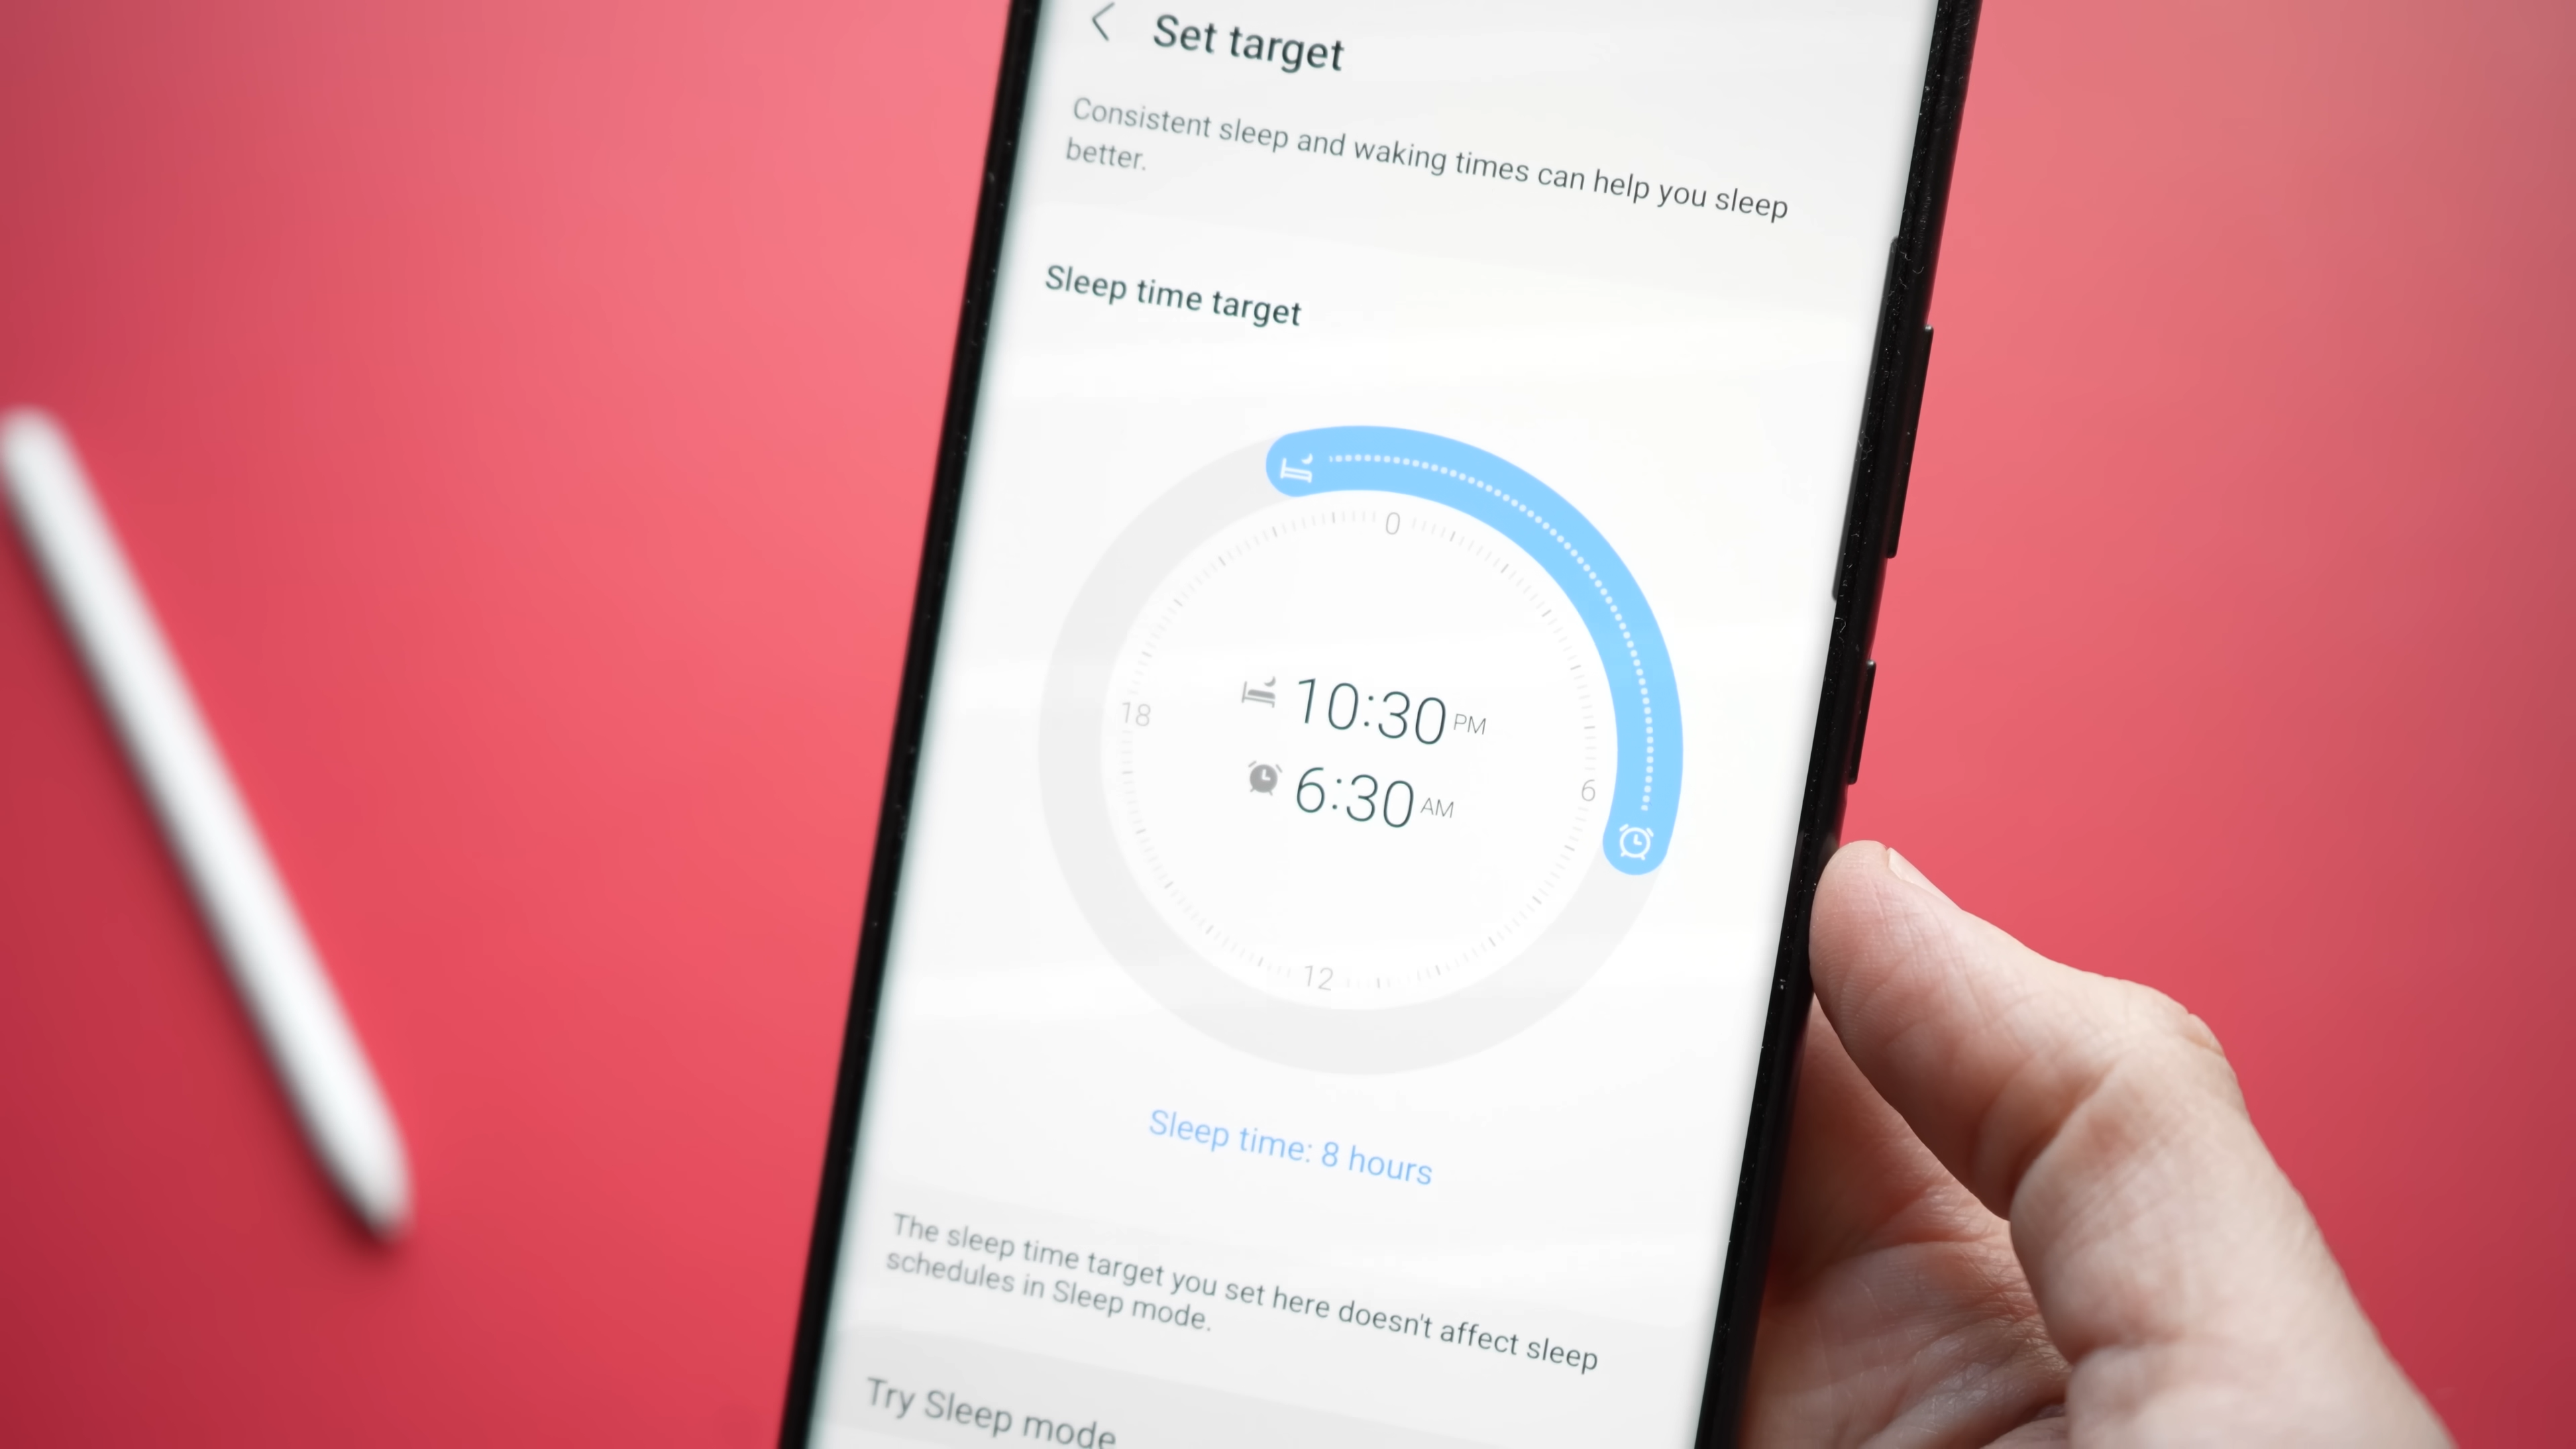 Set target
Consistent sleep and waking times can help you sleep
better.
Sleep time target
0
18
10:30 PM
6:30 AM
6
12
Sleep time: 8 hours
The sleep time target you set here doesn't affect sleep
schedules in Sleep mode.
Try Sleep mode